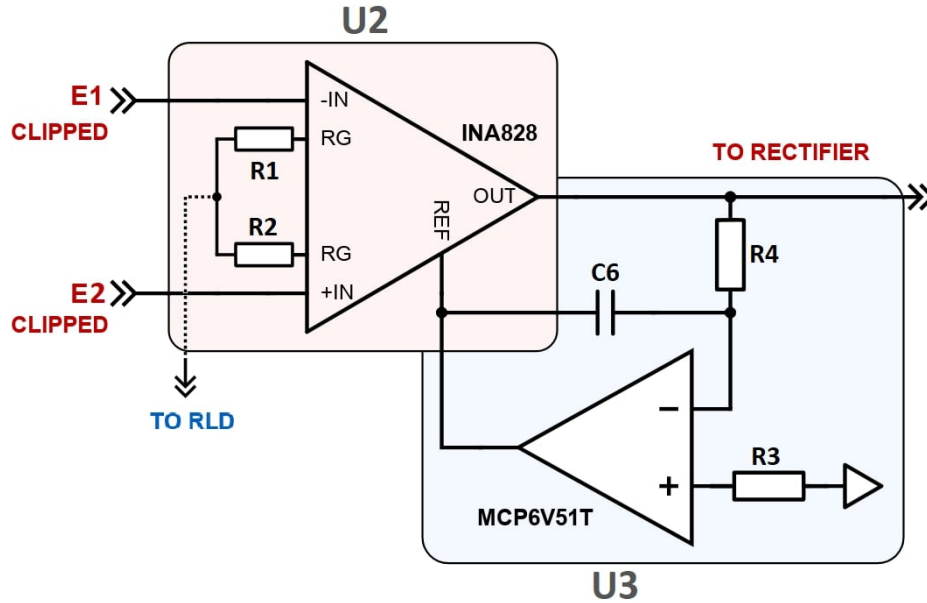 U2
E1
CLIPPED
-IN
RG
R1
INA828
TO RECTIFIER
OUT
REF
R2
RG
R4
C6
E2
CLIPPED
+IN
TO RLD
−
+
R3
MCP6V51T
U3